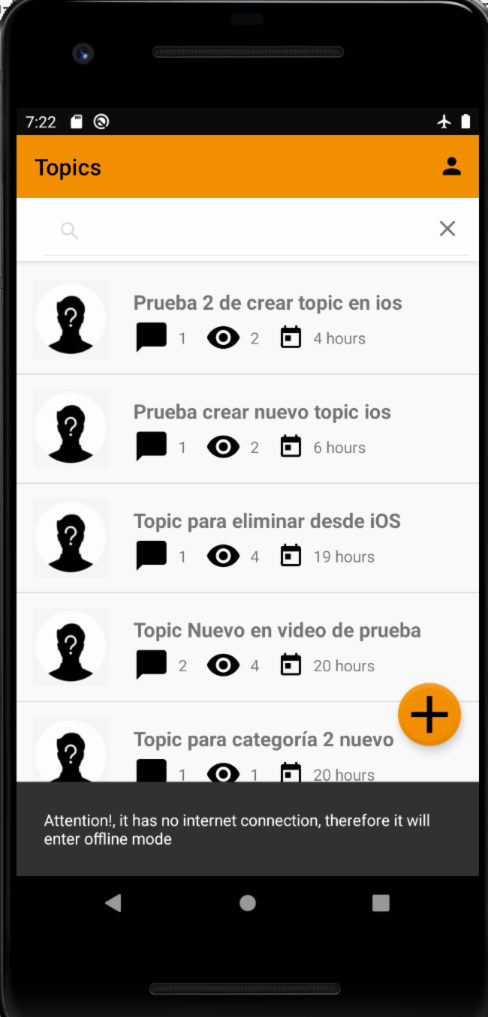 7:22
Topics
Prueba 2 de crear topic en ios
1 2 4 hours
Prueba crear nuevo topic ios
1 2 6 hours
Topic para eliminar desde iOS
1 4 19 hours
Topic Nuevo en video de prueba
2 4 20 hours
Topic para categoría 2 nuevo
1 1 20 hours
Attention!, it has no internet connection, therefore it will
enter offline mode